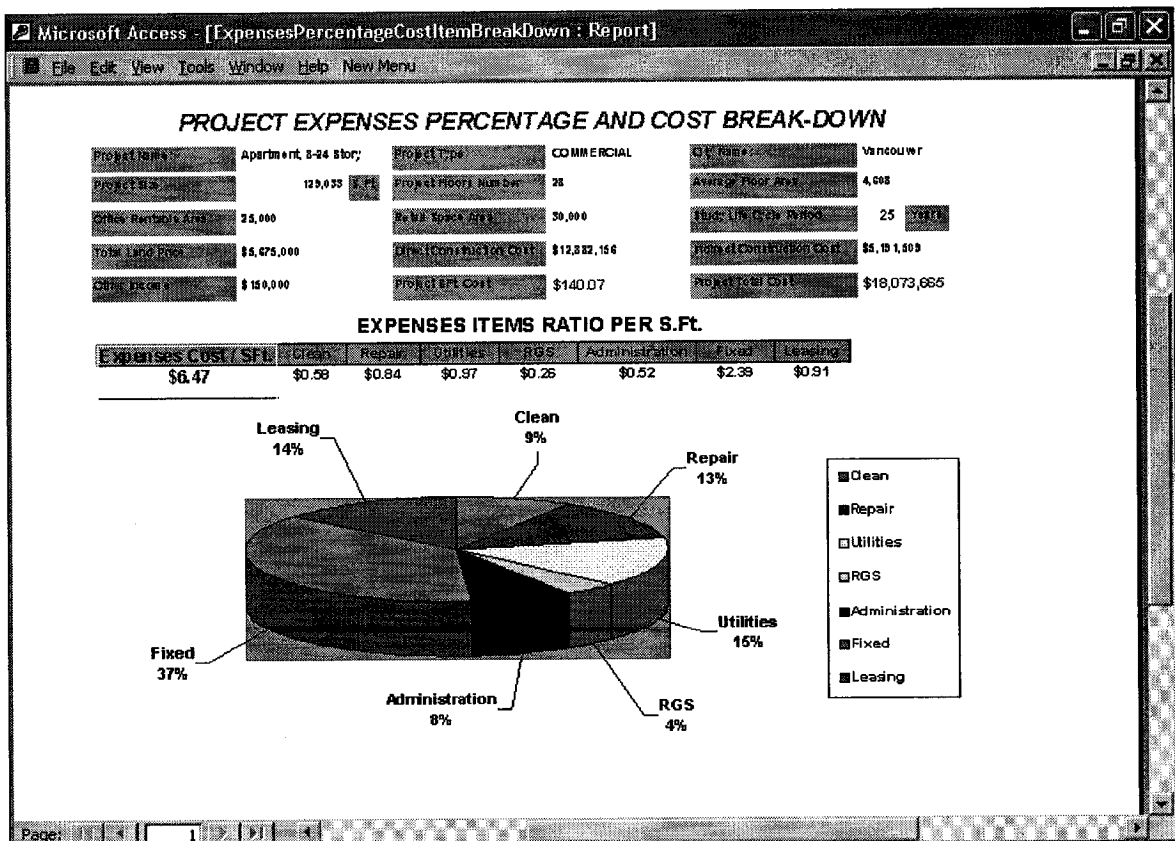 Microsoft Access - [ExpensesPercentageCostItemBreakDown : Report]
File Edit View Tools Window Help New Menu
PROJECT EXPENSES PERCENTAGE AND COST BREAK-DOWN
Project Name Apartment, 8-24 Story Project Type COMMERCIAL City Name Vancouver
Project Size S.Ft Project Floors Number 28 Average Floor Area 4,608
Office Rentable Area 25,000 Retail Space Area 30,000 Study Life Cycle Period 25 Years
Total Land Price $5,675,000 Direct Construction Cost $12,882,156 Indirect Construction Cost $5,191,509
Other Income $150,000 Project SFt Cost $140.07 Project Total Cost $18,073,665
EXPENSES ITEMS RATIO PER S.Ft.
Expenses Cost / SFt. Clean Repair Utilities RGS Administration Fixed Leasing
$6.47 $0.58 $0.84 $0.97 $0.26 $0.52 $2.39 $0.91
Clean
9%
Leasing
14%
Repair
13%
Utilities
15%
Fixed
37%
Administration
8%
RGS
4%
Clean
Repair
Utilities
RGS
Administration
Fixed
Leasing
Page: 1